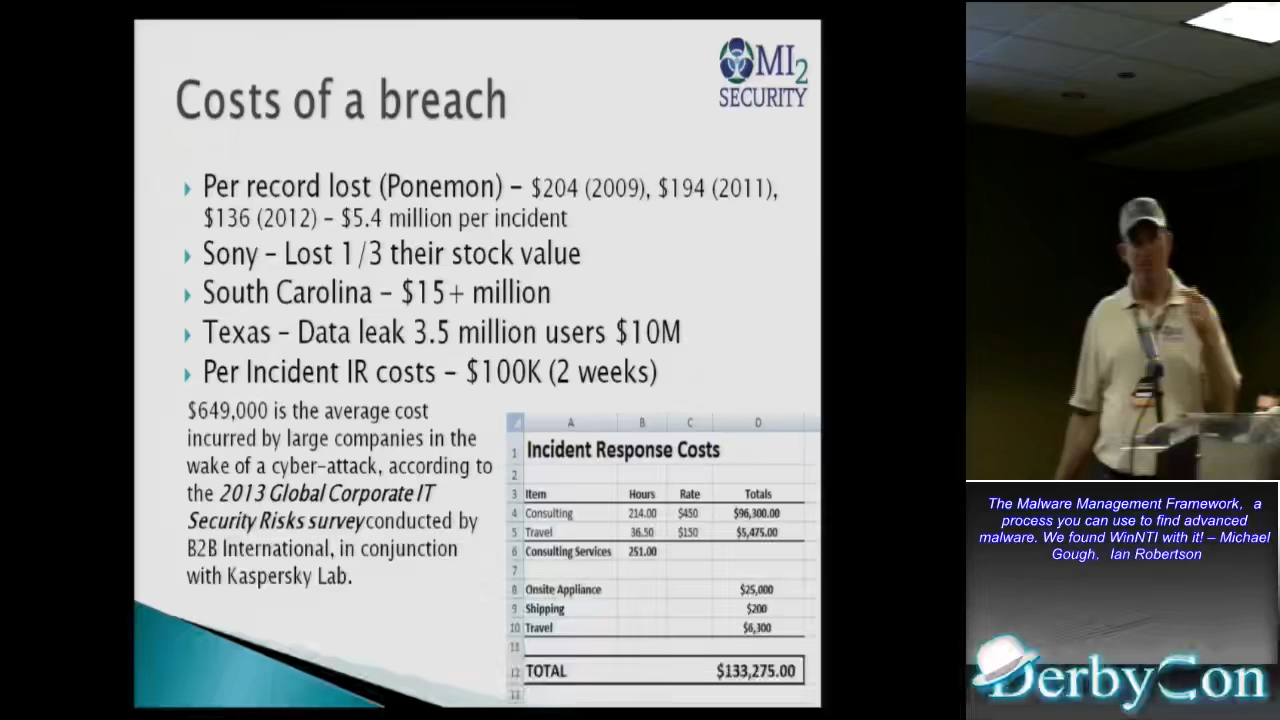 MI2
SECURITY
Costs of a breach
Per record lost (Ponemon) – $204 (2009), $194 (2011),
$136 (2012) – $5.4 million per incident
Sony – Lost 1/3 their stock value
South Carolina – $15+ million
Texas – Data leak 3.5 million users $10M
Per Incident IR costs – $100K (2 weeks)
$649,000 is the average cost
incurred by large companies in the
wake of a cyber-attack, according to
the 2013 Global Corporate IT
Security Risks survey conducted by
B2B International, in conjunction
with Kaspersky Lab.
A B C D
1 Incident Response Costs
2
3 Item Hours Rate Totals
4 Consulting 214.00 $450 $96,300.00
5 Travel 36.50 $150 $5,475.00
6 Consulting Services 251.00
7
8 Onsite Appliance $25,000
9 Shipping $200
10 Travel $6,300
11
12 TOTAL $133,275.00
13
The Malware Management Framework, a
process you can use to find advanced
malware. We found WinNTI with it! – Michael
Gough, Ian Robertson
DerbyCon